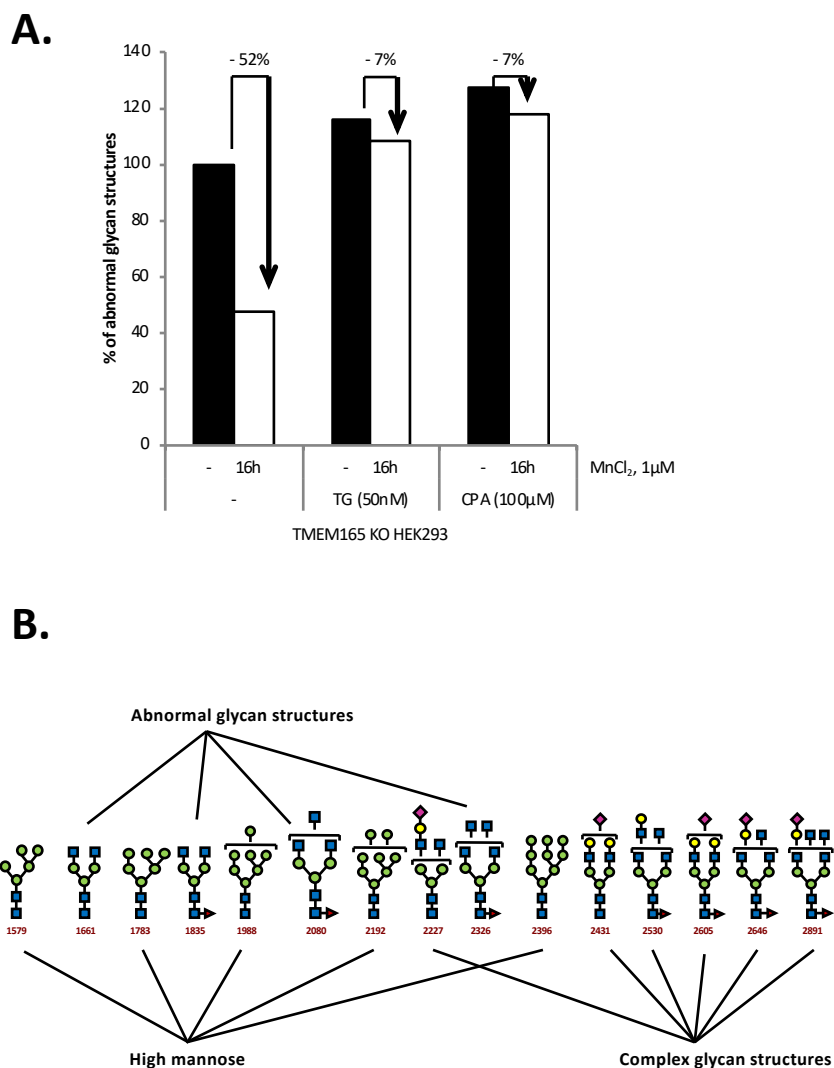 A.
140
120
100
80
60
40
20
0
% of abnormal glycan structures
- 52%
- 7%
- 7%
- 16h - 16h - 16h MnCl₂, 1μM
- TG (50nM) CPA (100μM)
TMEM165 KO HEK293
B.
Abnormal glycan structures
1579 1661 1783 1835 1988 2080 2192 2227 2326 2396 2431 2530 2605 2646 2891
High mannose Complex glycan structures